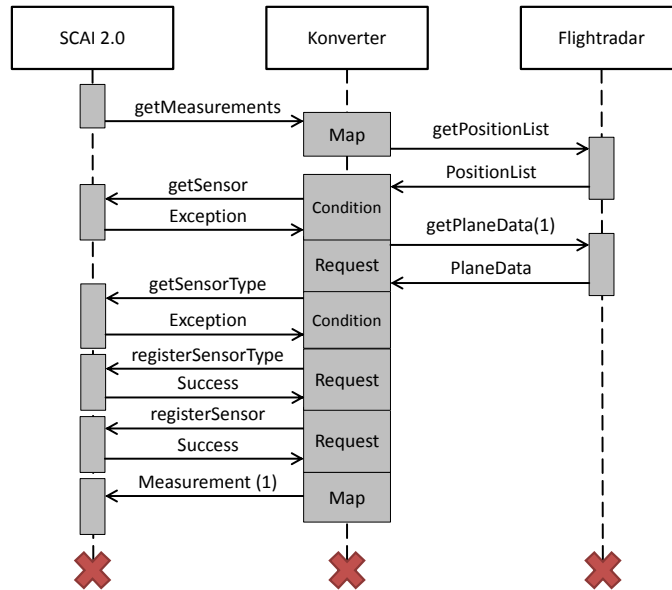 SCAI 2.0
Konverter
Flightradar
getMeasurements
Map
getPositionList
PositionList
getSensor
Condition
Exception
getPlaneData(1)
Request
PlaneData
getSensorType
Exception
Condition
registerSensorType
Request
Success
registerSensor
Request
Success
Measurement (1)
Map